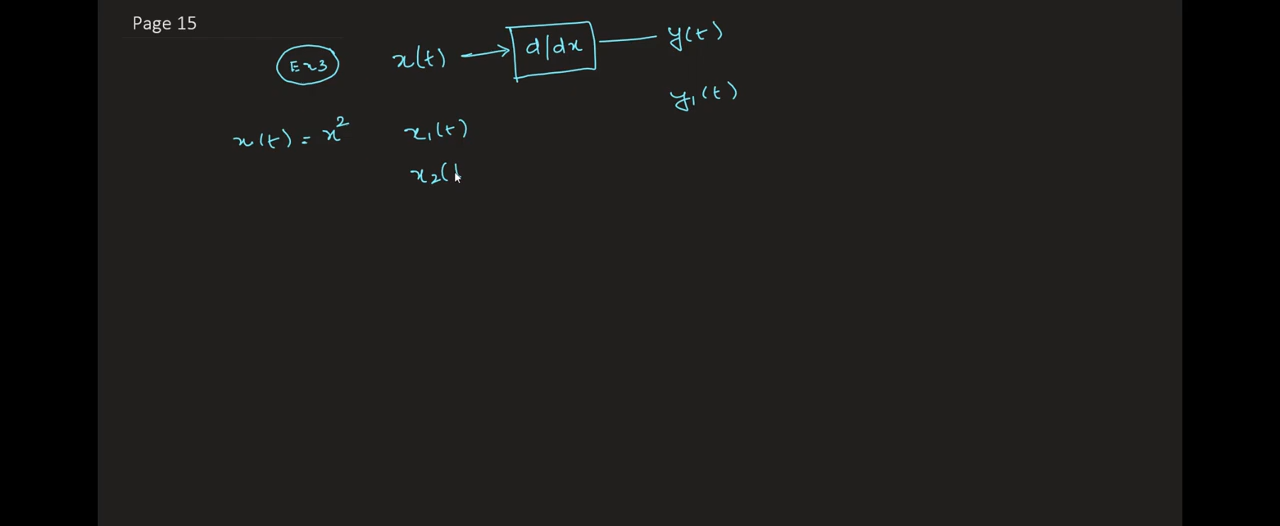 Page 15
Ex3 x(t) → d/dx — y(t)
y₁(t)
x(t) = x² x₁(t)
x₂(